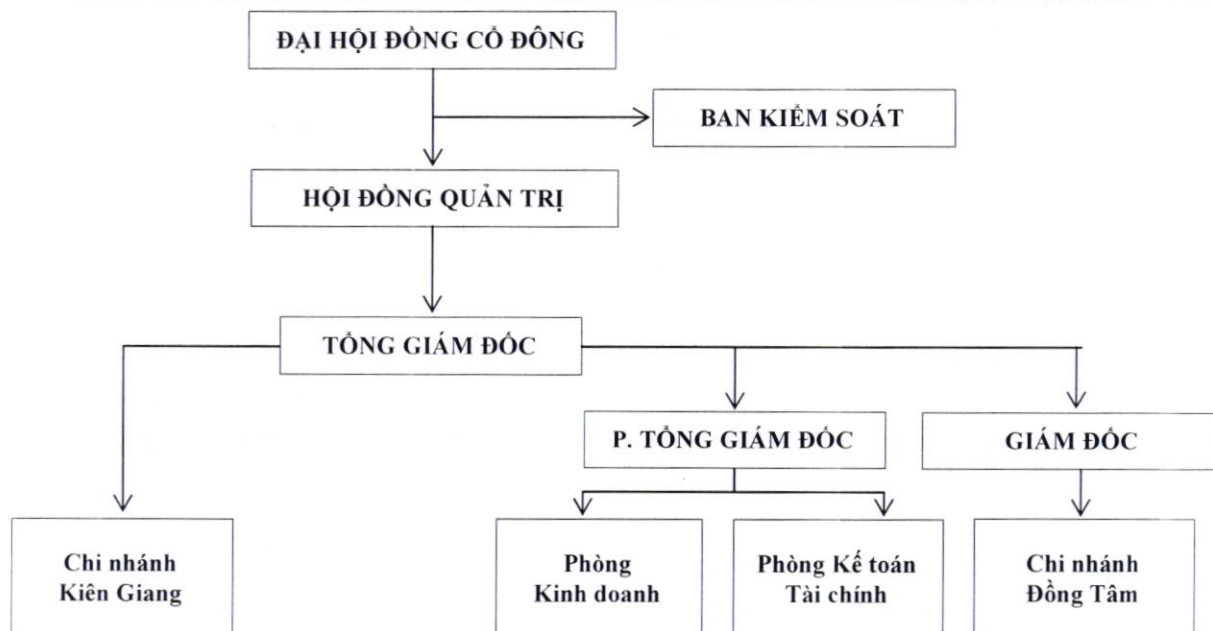 ĐẠI HỘI ĐỒNG CỔ ĐÔNG
BAN KIỂM SOÁT
HỘI ĐỒNG QUẢN TRỊ
TỔNG GIÁM ĐỐC
P. TỔNG GIÁM ĐỐC
GIÁM ĐỐC
Chi nhánh
Kiên Giang
Phòng
Kinh doanh
Phòng Kế toán
Tài chính
Chi nhánh
Đồng Tâm